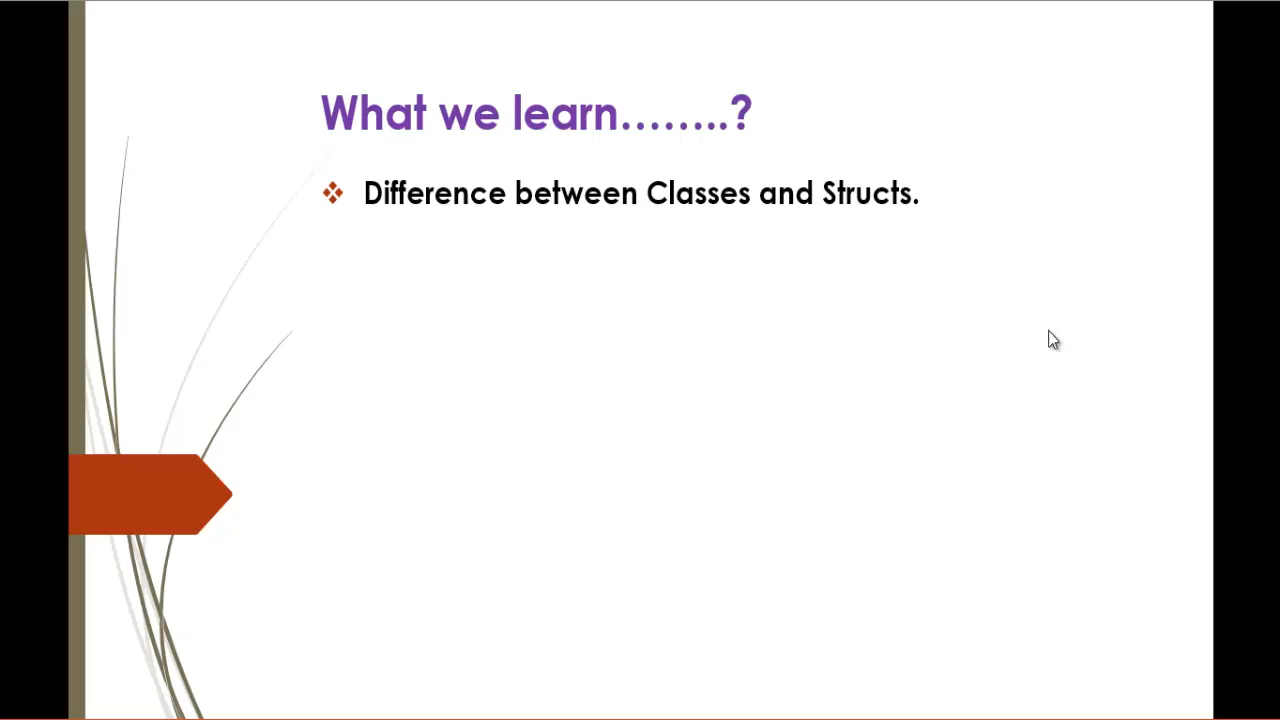 What we learn……..?
Difference between Classes and Structs.